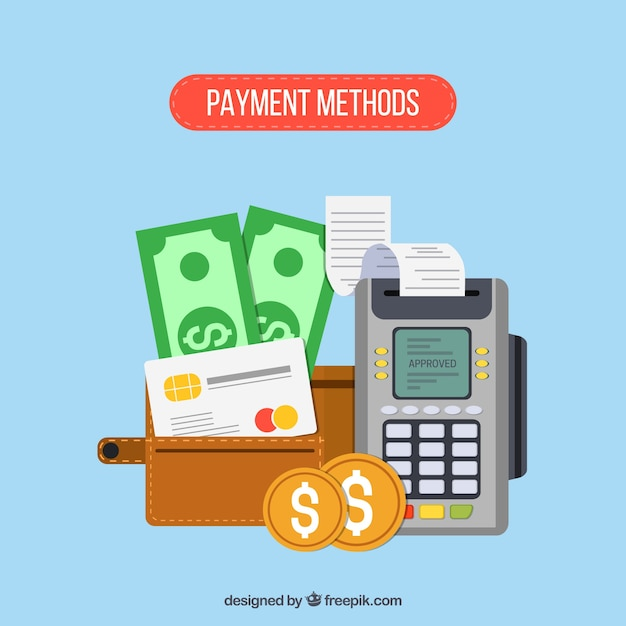 PAYMENT METHODS
$
$
APPROVED
$ $
designed by freepik.com